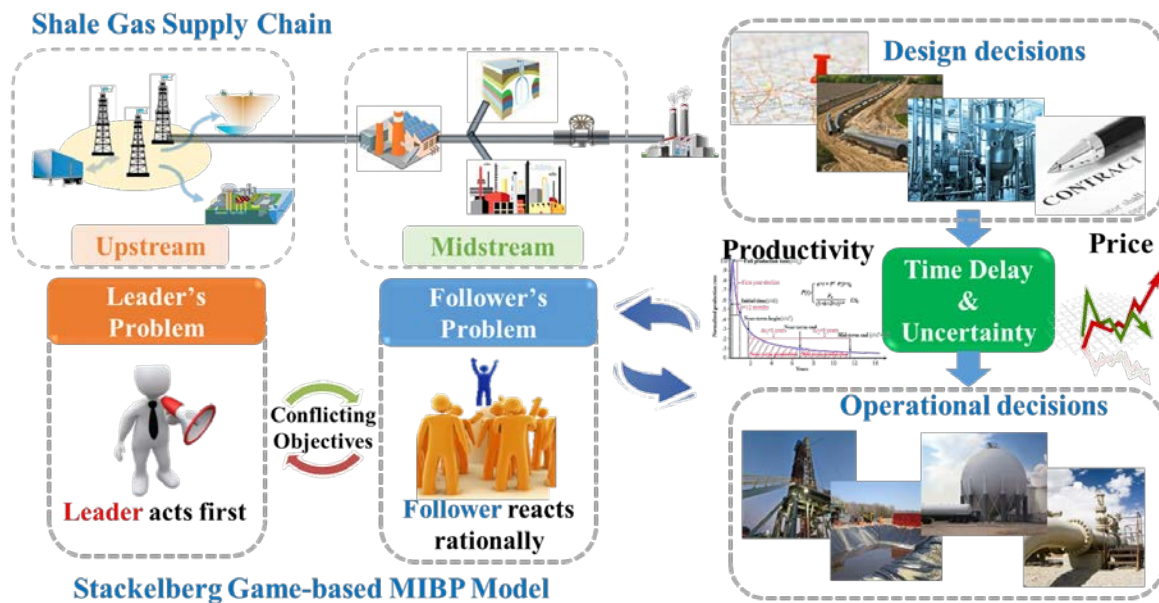 Shale Gas Supply Chain
Upstream
Midstream
Leader's
Problem
Follower's
Problem
Conflicting
Objectives
Leader acts first
Follower reacts
rationally
Stackelberg Game-based MIBP Model
Design decisions
CONTRACT
Productivity
Time Delay
&
Uncertainty
Price
Years
Operational decisions